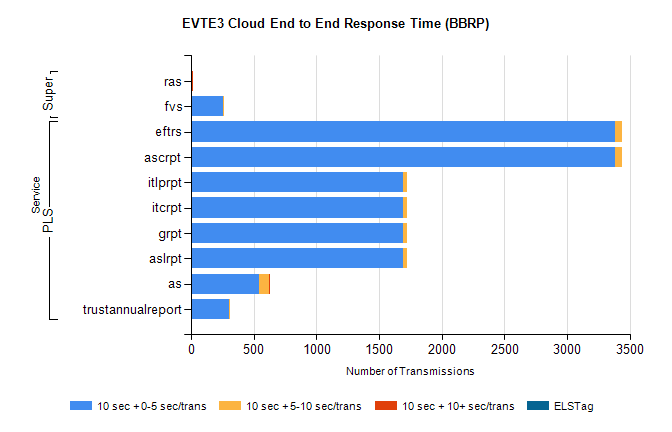 EVTE3 Cloud End to End Response Time (BBRP)
Service
Super
PLS
ras
fvs
eftrs
ascrpt
itlprpt
itcrpt
grpt
aslrpt
as
trustannualreport
0 500 1000 1500 2000 2500 3000 3500
Number of Transmissions
10 sec +0-5 sec/trans 10 sec +5-10 sec/trans 10 sec + 10+ sec/trans ELSTag